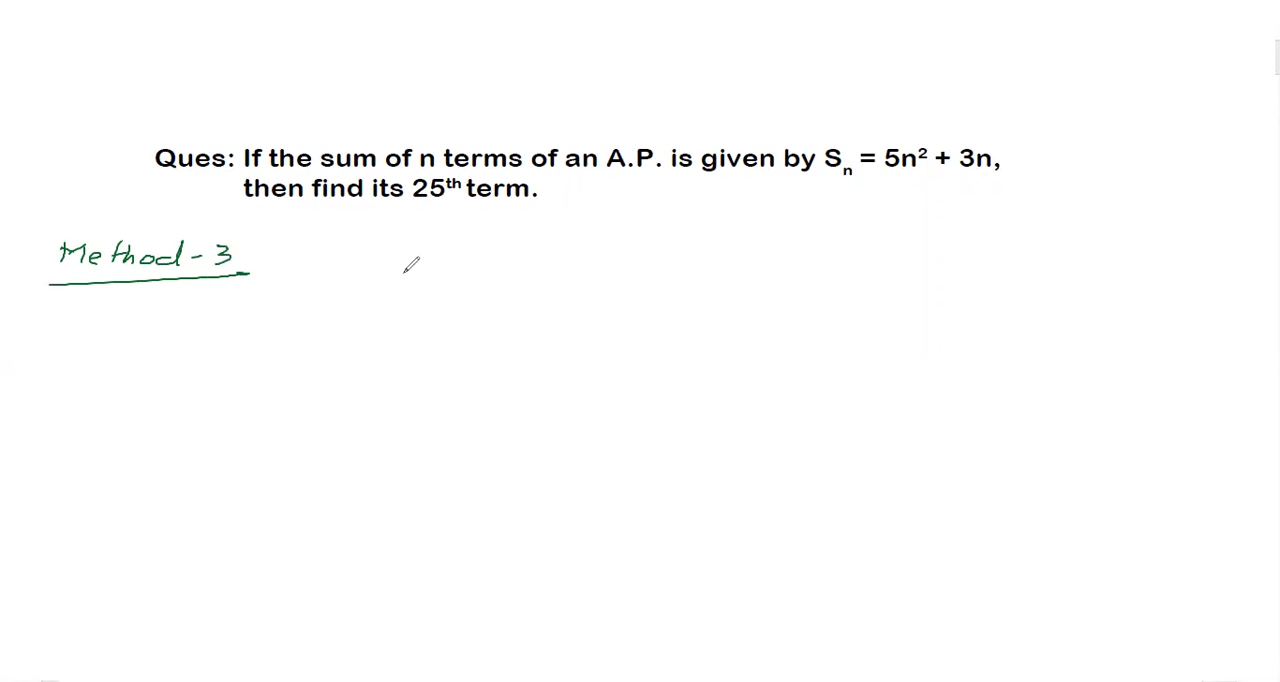 Ques: If the sum of n terms of an A.P. is given by Sₙ = 5n² + 3n,
then find its 25ᵗʰ term.
Method - 3